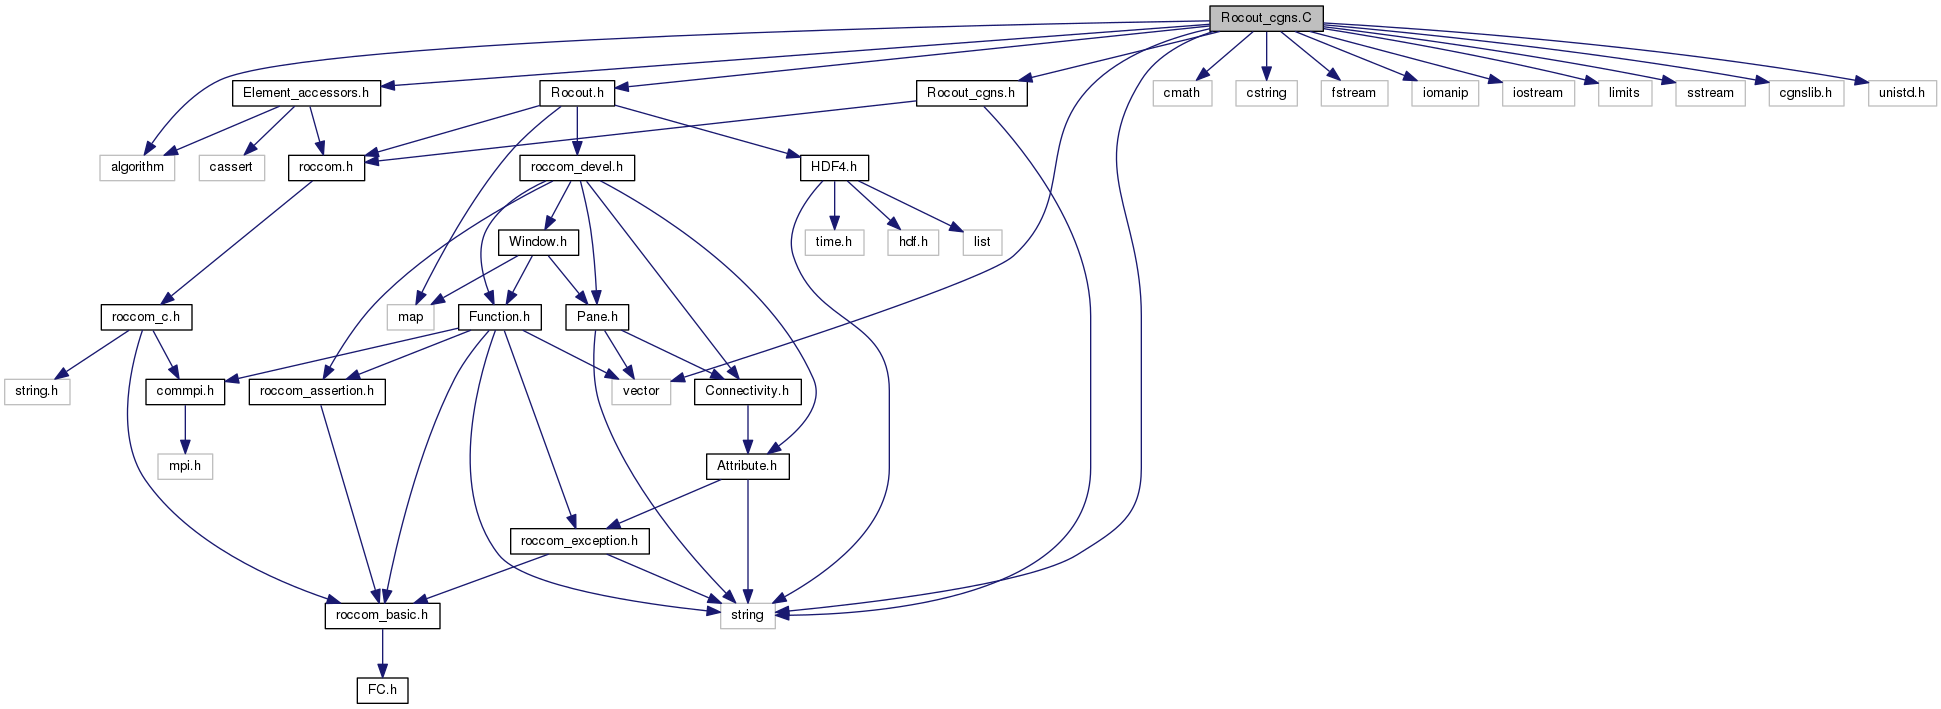 Rocout_cgns.C
Element_accessors.h
Rocout.h
Rocout_cgns.h
cmath
cstring
fstream
iomanip
iostream
limits
sstream
cgnslib.h
unistd.h
algorithm
cassert
roccom.h
roccom_devel.h
HDF4.h
Window.h
time.h
hdf.h
list
roccom_c.h
map
Function.h
Pane.h
string.h
commpi.h
roccom_assertion.h
vector
Connectivity.h
mpi.h
Attribute.h
roccom_exception.h
roccom_basic.h
string
FC.h